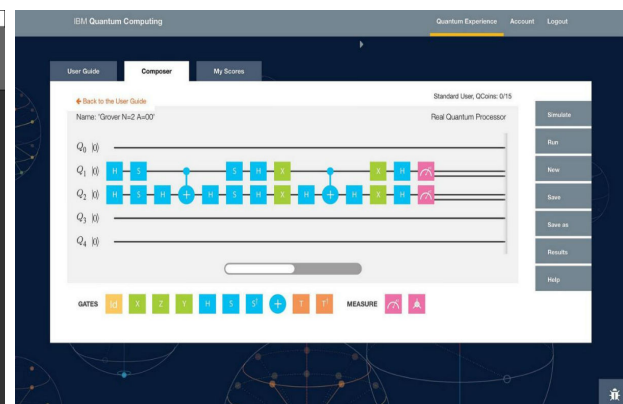 IBM Quantum Computing
Quantum Experience Account Logout
User Guide Composer My Scores
← Back to the User Guide
Standard User, QCoins: 0/15
Name: 'Grover N=2 A=00'
Real Quantum Processor
Q0 |0⟩
Q1 |0⟩ H S S H X X H
Q2 |0⟩ H S H + H S H X H + H X H
Q3 |0⟩
Q4 |0⟩
GATES Id X Z Y H S S† + T T† MEASURE
Simulate
Run
New
Save
Save as
Results
Help